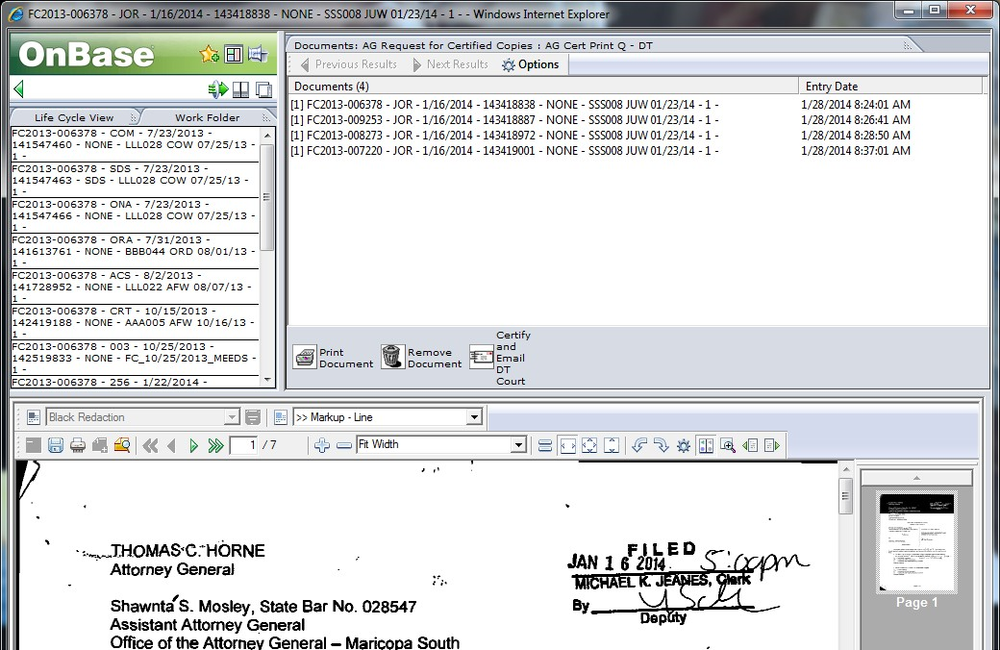 FC2013-006378 - JOR - 1/16/2014 - 143418838 - NONE - SSS008 JUW 01/23/14 - 1 - - Windows Internet Explorer
OnBase
Life Cycle View
Work Folder
FC2013-006378 - COM - 7/23/2013 -
141547460 - NONE - LLL028 COW 07/25/13 -
1 -
FC2013-006378 - SDS - 7/23/2013 -
141547463 - SDS - LLL028 COW 07/25/13 -
1 -
FC2013-006378 - ONA - 7/23/2013 -
141547466 - NONE - LLL028 COW 07/25/13 -
1 -
FC2013-006378 - ORA - 7/31/2013 -
141613761 - NONE - BBB044 ORD 08/01/13 -
1 -
FC2013-006378 - ACS - 8/2/2013 -
141728952 - NONE - LLL022 AFW 08/07/13 -
1 -
FC2013-006378 - CRT - 10/15/2013 -
142419188 - NONE - AAA005 AFW 10/16/13 -
1 -
FC2013-006378 - 003 - 10/25/2013 -
142519833 - NONE - FC_10/25/2013_MEEDS -
1 -
FC2013-006378 - 256 - 1/22/2014 -
Documents: AG Request for Certified Copies : AG Cert Print Q - DT
Previous Results
Next Results
Options
Documents (4)
Entry Date
[1] FC2013-006378 - JOR - 1/16/2014 - 143418838 - NONE - SSS008 JUW 01/23/14 - 1 - 1/28/2014 8:24:01 AM
[1] FC2013-009253 - JOR - 1/16/2014 - 143418887 - NONE - SSS008 JUW 01/23/14 - 1 - 1/28/2014 8:26:41 AM
[1] FC2013-008273 - JOR - 1/16/2014 - 143418972 - NONE - SSS008 JUW 01/23/14 - 1 - 1/28/2014 8:28:50 AM
[1] FC2013-007220 - JOR - 1/16/2014 - 143419001 - NONE - SSS008 JUW 01/23/14 - 1 - 1/28/2014 8:37:01 AM
Print
Document
Remove
Document
Certify
and
Email
DT
Court
Black Redaction
>> Markup - Line
1 / 7
Fit Width
THOMAS C. HORNE
Attorney General
Shawnta S. Mosley, State Bar No. 028547
Assistant Attorney General
Office of the Attorney General – Maricopa South
FILED
JAN 16 2014 5:00pm
MICHAEL K. JEANES, Clerk
By
Deputy
Page 1